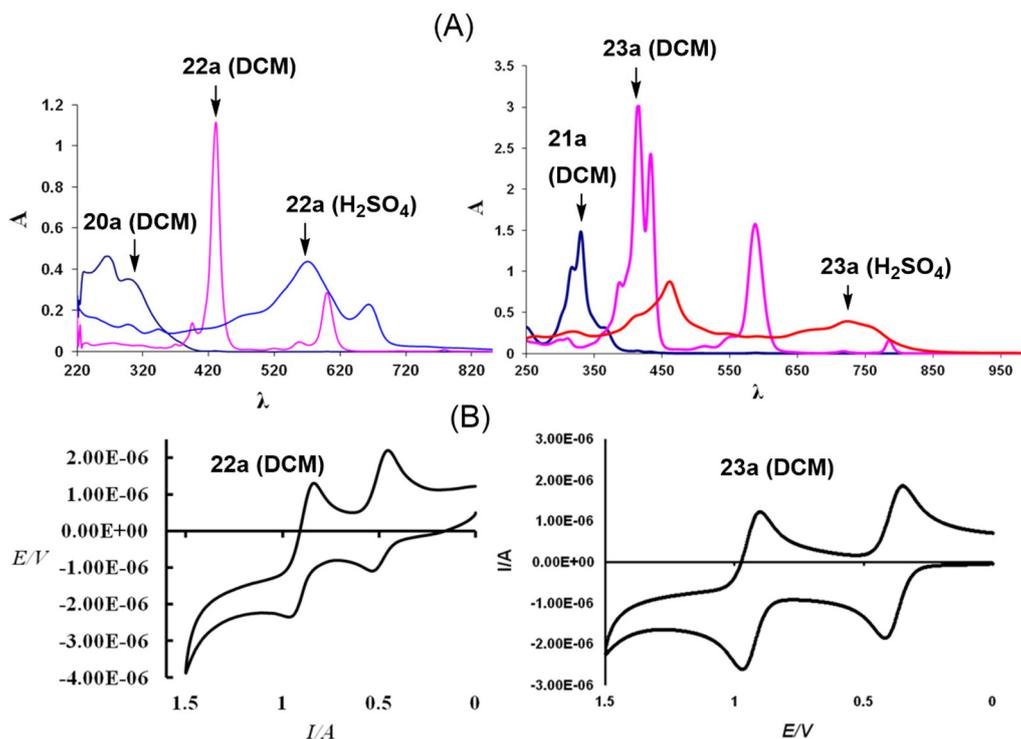 (A)
22a (DCM)
20a (DCM)
22a (H2SO4)
A
1.2
1
0.8
0.6
0.4
0.2
0
220 320 420 520 620 720 820
λ
23a (DCM)
21a
(DCM)
23a (H2SO4)
A
3.5
3
2.5
2
1.5
1
0.5
0
250 350 450 550 650 750 850 950
λ
(B)
22a (DCM)
E/V
2.00E-06
1.00E-06
0.00E+00
-1.00E-06
-2.00E-06
-3.00E-06
-4.00E-06
1.5 1 0.5 0
I/A
23a (DCM)
I/A
3.00E-06
2.00E-06
1.00E-06
0.00E+00
-1.00E-06
-2.00E-06
-3.00E-06
1.5 1 0.5 0
E/V